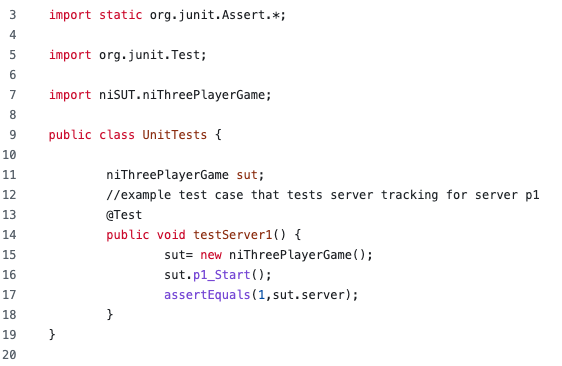 3 import static org.junit.Assert.*;
4
5 import org.junit.Test;
6
7 import niSUT.niThreePlayerGame;
8
9 public class UnitTests {
10
11 niThreePlayerGame sut;
12 //example test case that tests server tracking for server p1
13 @Test
14 public void testServer1() {
15 sut= new niThreePlayerGame();
16 sut.p1_Start();
17 assertEquals(1,sut.server);
18 }
19 }
20